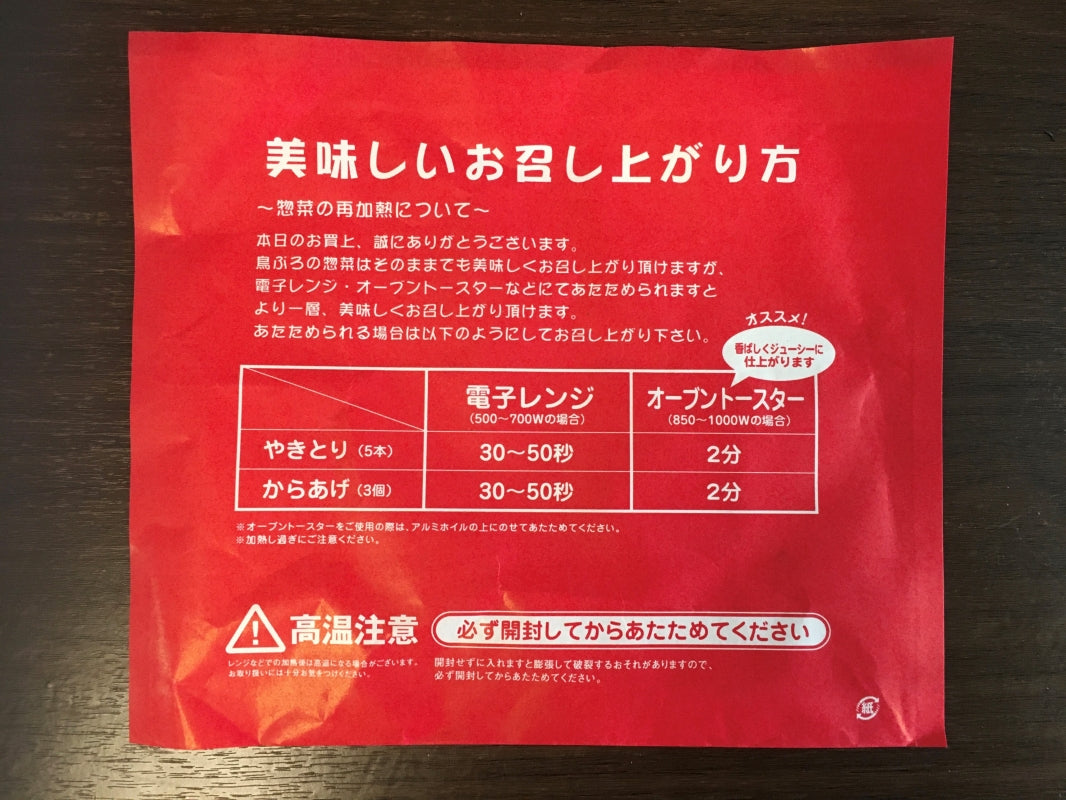 美味しいお召し上がり方
～惣菜の再加熱について～
本日のお買上、誠にありがとうございます。
鳥ぶろの惣菜はそのままでも美味しくお召し上がり頂けますが、
電子レンジ・オーブントースターなどにてあたためられますと
より一層、美味しくお召し上がり頂けます。
あたためられる場合は以下のようにしてお召し上がり下さい。
オススメ!
香ばしくジューシーに
仕上がります
電子レンジ オーブントースター
(500～700Wの場合) (850～1000Wの場合)
やきとり (5本) 30～50秒 2分
からあげ (3個) 30～50秒 2分
※オーブントースターをご使用の際は、アルミホイルの上にのせてあたためてください。
※加熱し過ぎにご注意ください。
高温注意 必ず開封してからあたためてください
レンジなどでの加熱後は高温になる場合がございます。
お取り扱いには十分お気をつけください。
開封せずに入れますと膨張して破裂するおそれがありますので、
必ず開封してからあたためてください。
紙